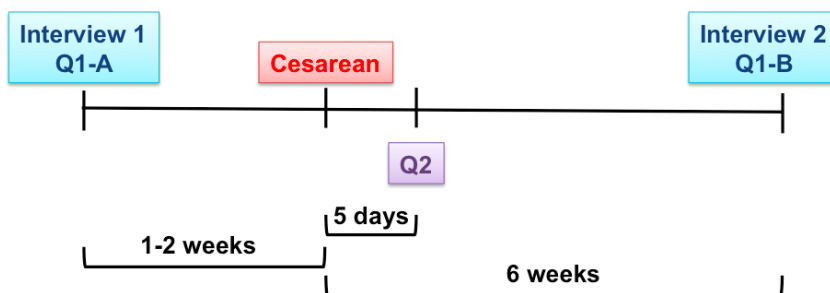 Interview 1
Q1-A
Cesarean
Interview 2
Q1-B
Q2
5 days
1-2 weeks
6 weeks